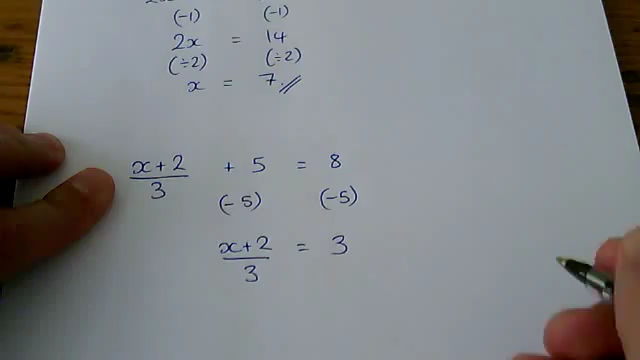 (-1) (-1)
2x = 14
(÷2) (÷2)
x = 7.
x+2/3 + 5 = 8
(-5) (-5)
x+2/3 = 3